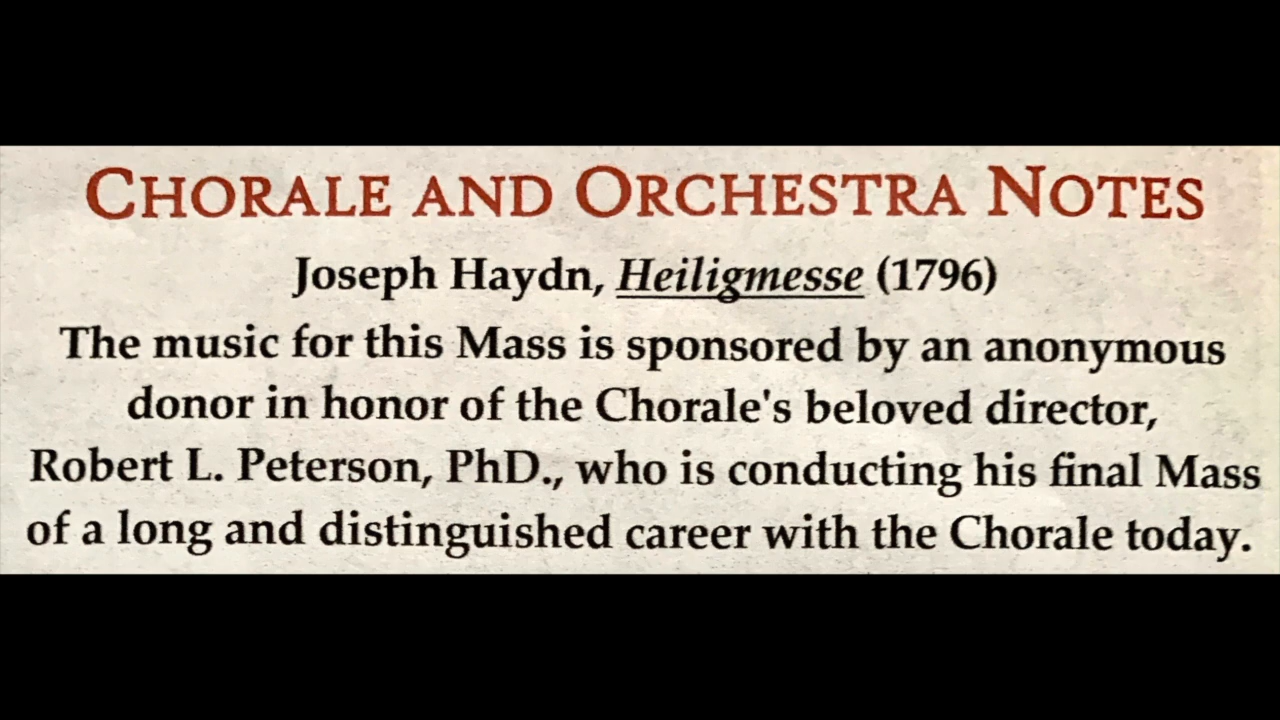 CHORALE AND ORCHESTRA NOTES
Joseph Haydn, Heiligmesse (1796)
The music for this Mass is sponsored by an anonymous
donor in honor of the Chorale's beloved director,
Robert L. Peterson, PhD., who is conducting his final Mass
of a long and distinguished career with the Chorale today.